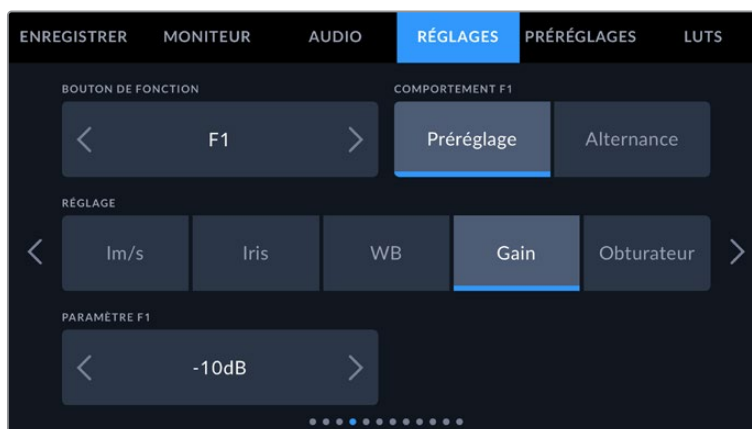 ENREGISTRER MONITEUR AUDIO RÉGLAGES PRÉRÉGLAGES LUTS
BOUTON DE FONCTION COMPORTEMENT F1
F1 Préréglage Alternance
RÉGLAGE
Im/s Iris WB Gain Obturateur
PARAMÈTRE F1
-10dB